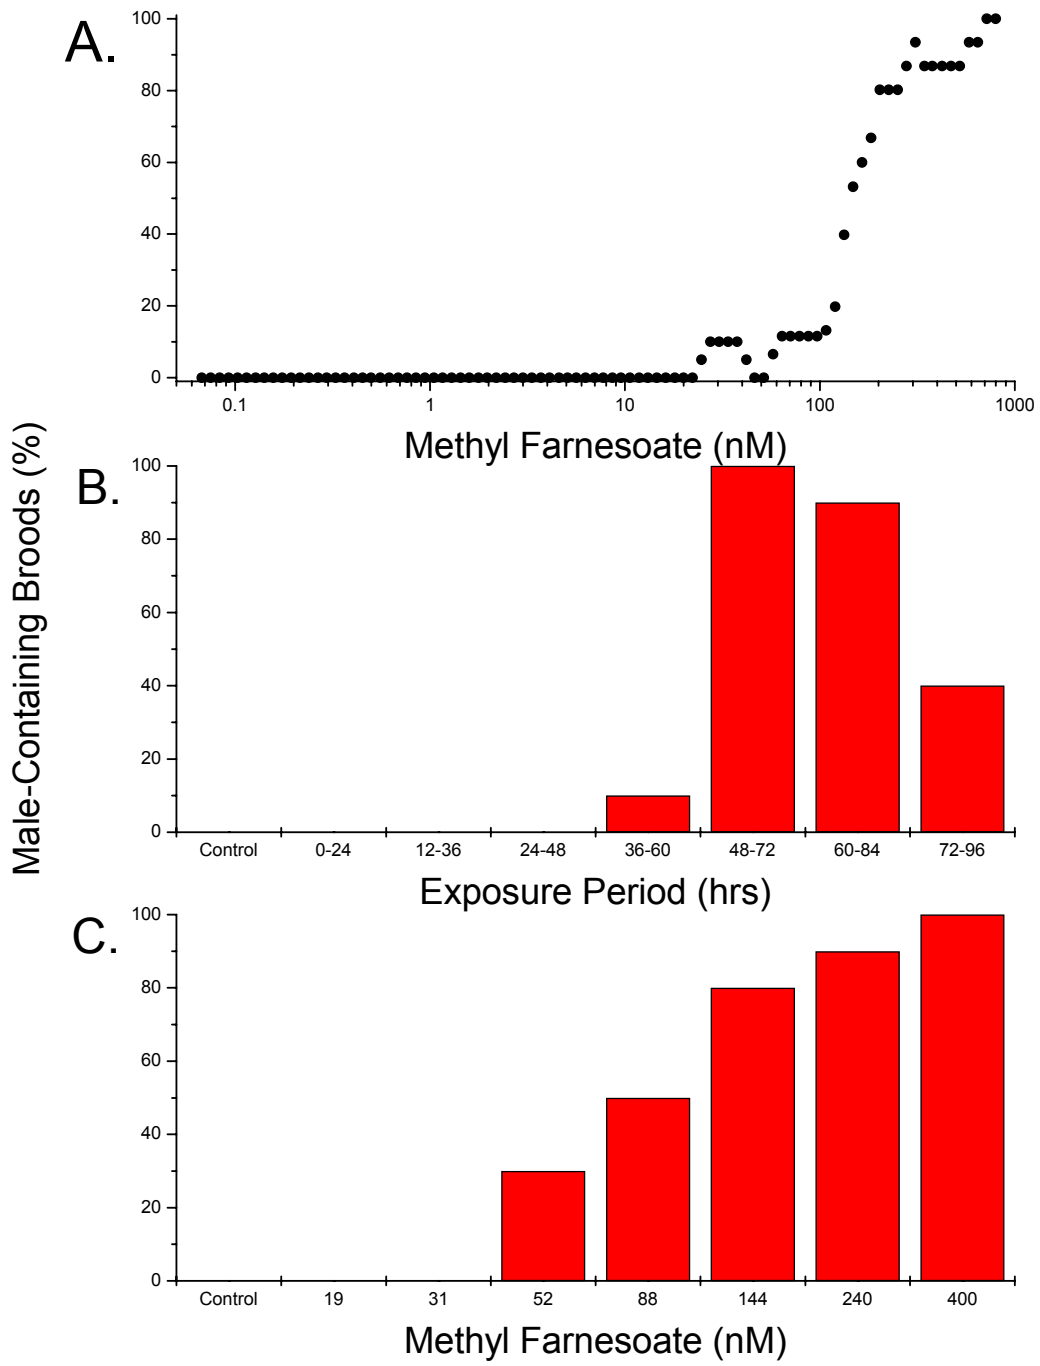 Male-Containing Broods (%)
A.
100
80
60
40
20
0
0.1 1 10 100 1000
Methyl Farnesoate (nM)
B.
100
80
60
40
20
0
Control 0-24 12-36 24-48 36-60 48-72 60-84 72-96
Exposure Period (hrs)
C.
100
80
60
40
20
0
Control 19 31 52 88 144 240 400
Methyl Farnesoate (nM)